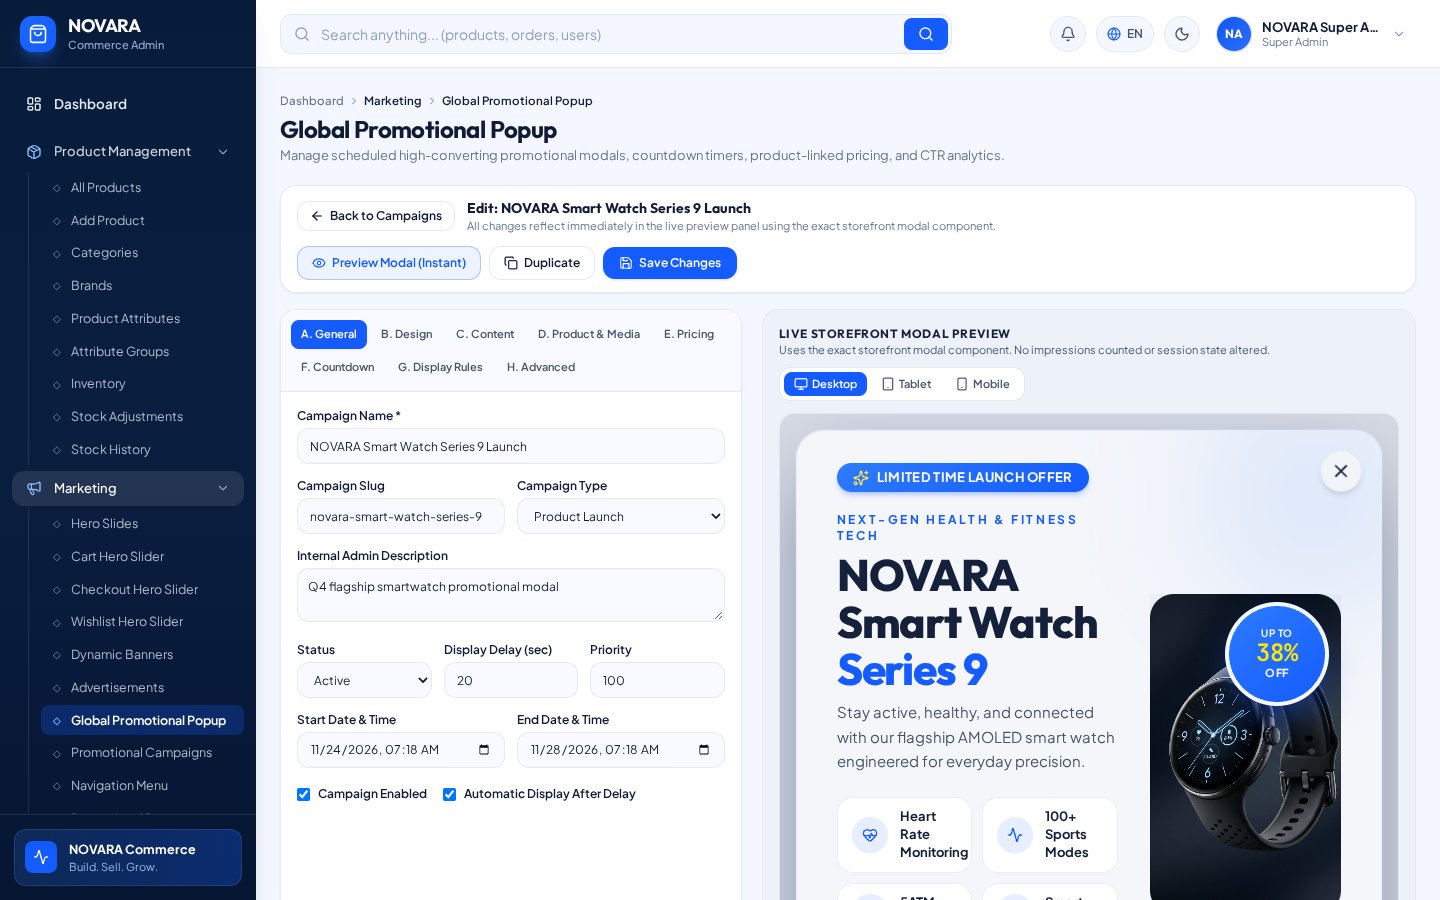 NOVARA
Commerce Admin
Search anything... (products, orders, users)
EN
NA
NOVARA Super A...
Super Admin
Dashboard
Product Management
All Products
Add Product
Categories
Brands
Product Attributes
Attribute Groups
Inventory
Stock Adjustments
Stock History
Marketing
Hero Slides
Cart Hero Slider
Checkout Hero Slider
Wishlist Hero Slider
Dynamic Banners
Advertisements
Global Promotional Popup
Promotional Campaigns
Navigation Menu
NOVARA Commerce
Build. Sell. Grow.
Dashboard > Marketing > Global Promotional Popup
Global Promotional Popup
Manage scheduled high-converting promotional modals, countdown timers, product-linked pricing, and CTR analytics.
Back to Campaigns
Edit: NOVARA Smart Watch Series 9 Launch
All changes reflect immediately in the live preview panel using the exact storefront modal component.
Preview Modal (Instant)
Duplicate
Save Changes
A. General
B. Design
C. Content
D. Product & Media
E. Pricing
F. Countdown
G. Display Rules
H. Advanced
Campaign Name *
NOVARA Smart Watch Series 9 Launch
Campaign Slug
Campaign Type
novara-smart-watch-series-9
Product Launch
Internal Admin Description
Q4 flagship smartwatch promotional modal
Status
Display Delay (sec)
Priority
Active
20
100
Start Date & Time
End Date & Time
11/24/2026, 07:18 AM
11/28/2026, 07:18 AM
Campaign Enabled
Automatic Display After Delay
LIVE STOREFRONT MODAL PREVIEW
Uses the exact storefront modal component. No impressions counted or session state altered.
Desktop
Tablet
Mobile
LIMITED TIME LAUNCH OFFER
NEXT-GEN HEALTH & FITNESS
TECH
NOVARA
Smart Watch
Series 9
Stay active, healthy, and connected
with our flagship AMOLED smart watch
engineered for everyday precision.
UP TO
38%
OFF
Heart
Rate
Monitoring
100+
Sports
Modes